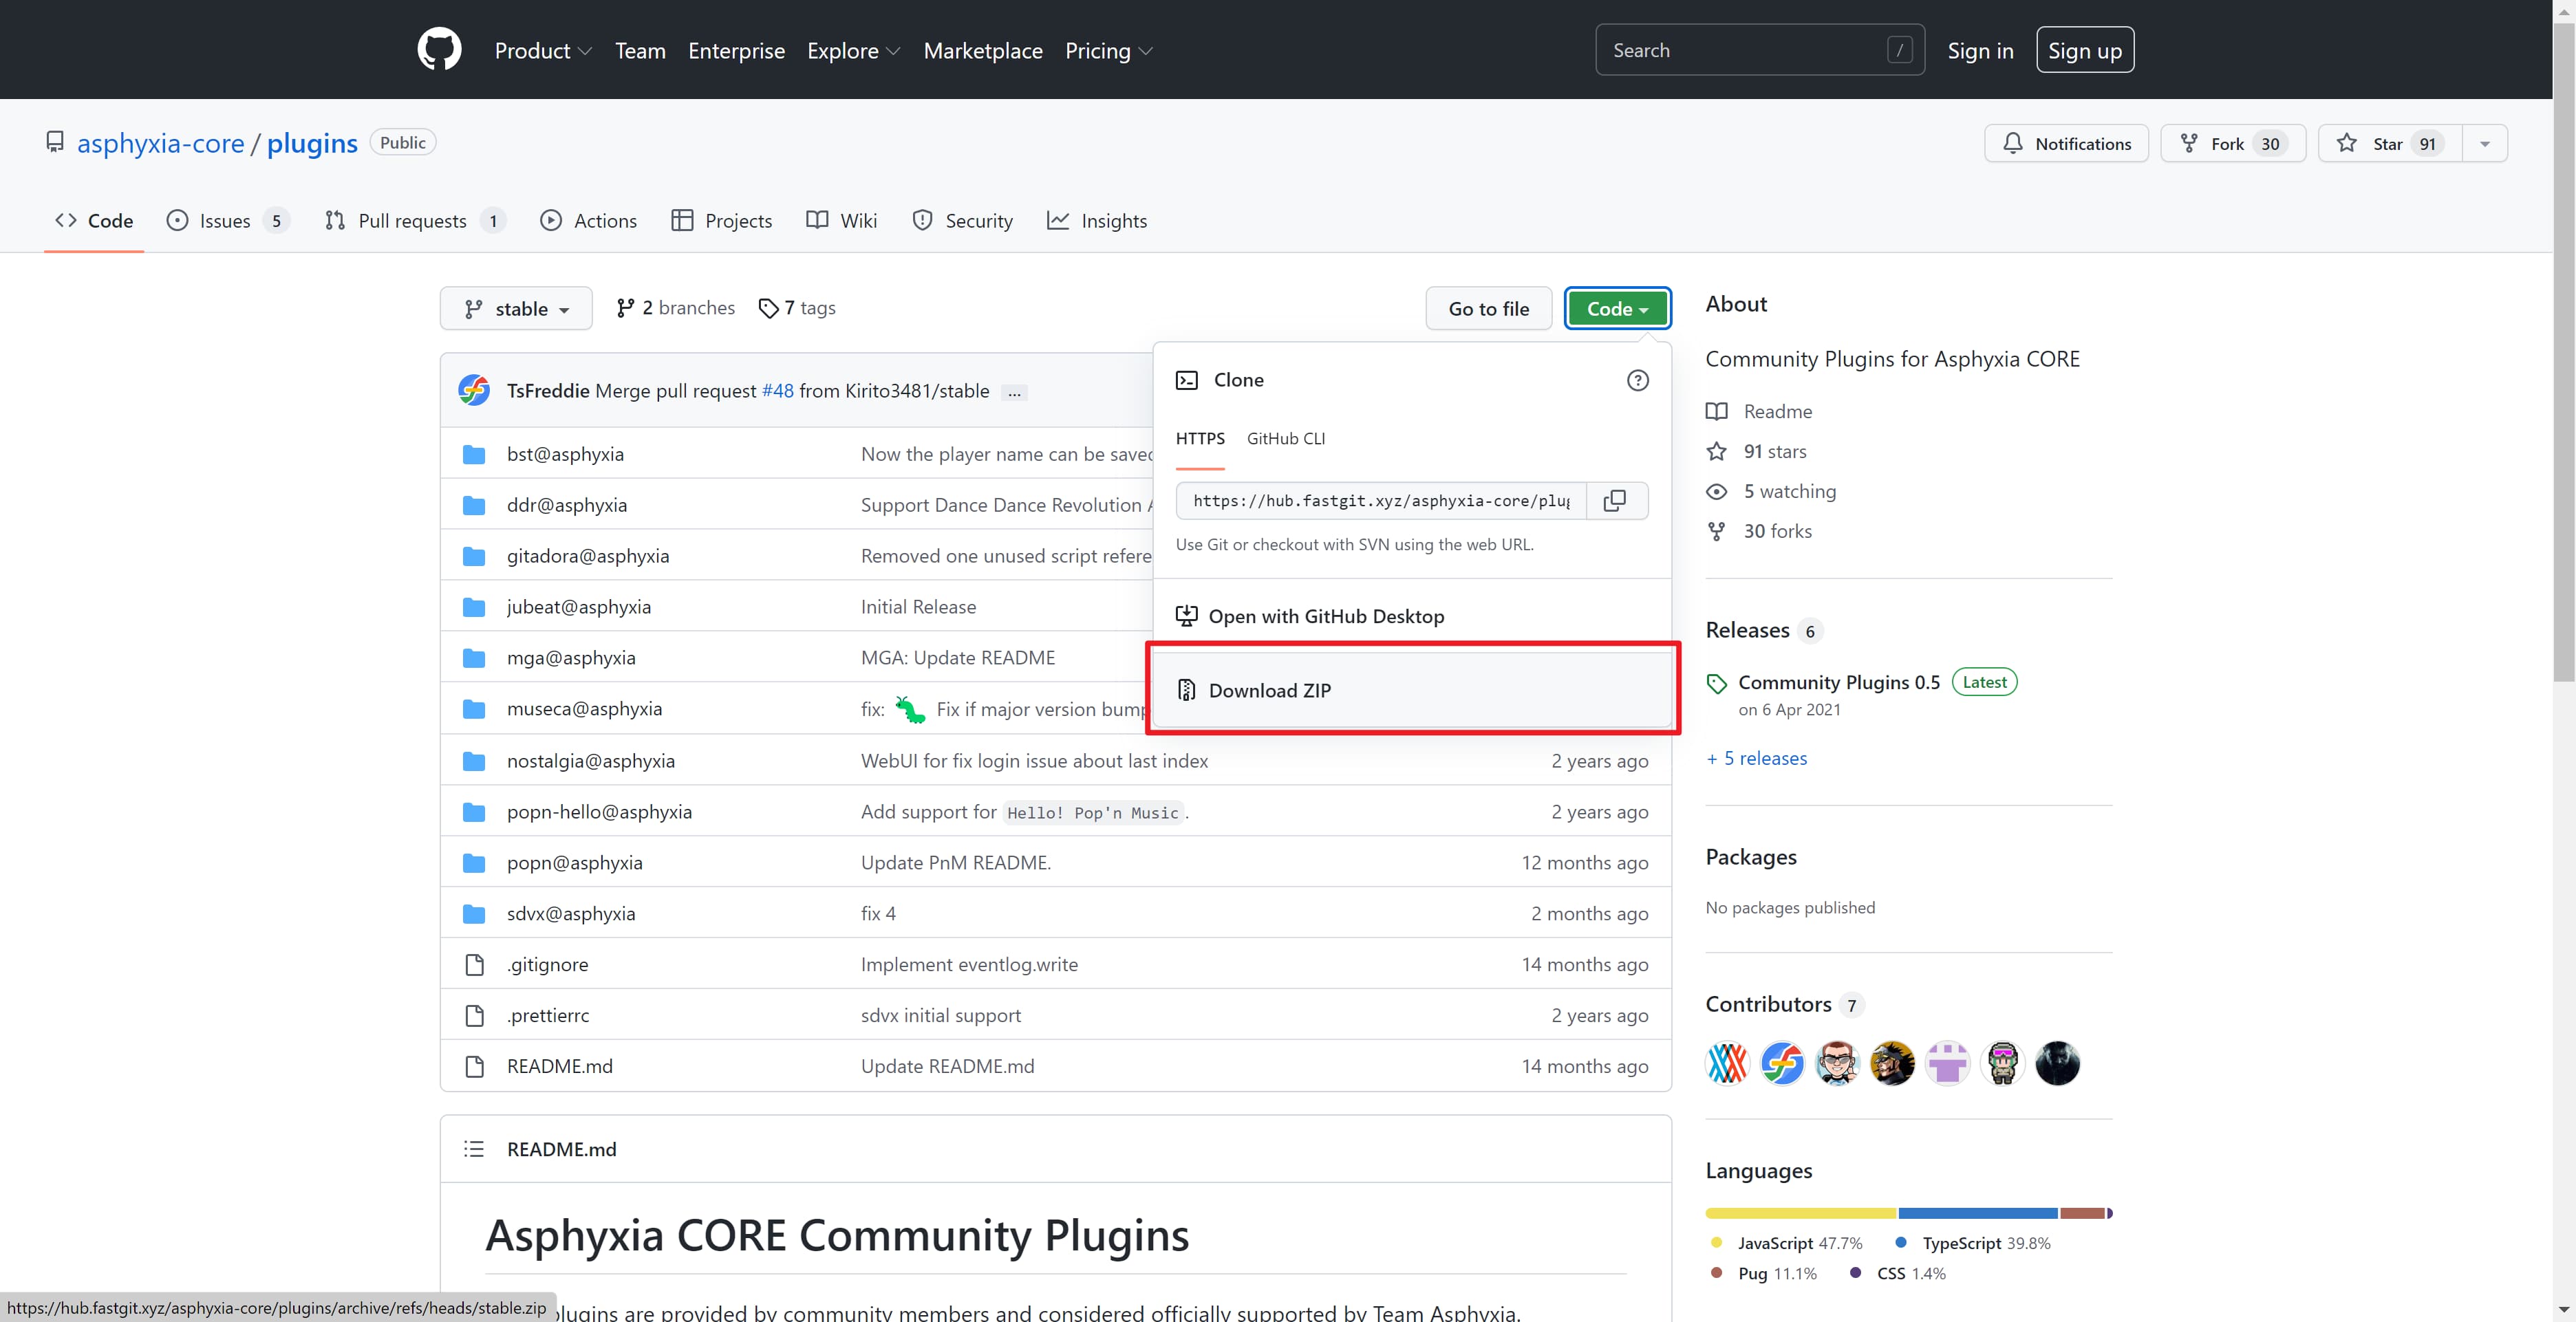 Product Team Enterprise Explore Marketplace Pricing Search / Sign in Sign up
asphyxia-core / plugins Public Notifications Fork 30 Star 91
Code Issues 5 Pull requests 1 Actions Projects Wiki Security Insights
stable 2 branches 7 tags Go to file Code
TsFreddie Merge pull request #48 from Kirito3481/stable ...
bst@asphyxia Now the player name can be saved
ddr@asphyxia Support Dance Dance Revolution A
gitadora@asphyxia Removed one unused script refere
jubeat@asphyxia Initial Release
mga@asphyxia MGA: Update README
museca@asphyxia fix: Fix if major version bump
nostalgia@asphyxia WebUI for fix login issue about last index 2 years ago
popn-hello@asphyxia Add support for Hello! Pop'n Music. 2 years ago
popn@asphyxia Update PnM README. 12 months ago
sdvx@asphyxia fix 4 2 months ago
.gitignore Implement eventlog.write 14 months ago
.prettierrc sdvx initial support 2 years ago
README.md Update README.md 14 months ago
Clone
HTTPS GitHub CLI
https://hub.fastgit.xyz/asphyxia-core/plug
Use Git or checkout with SVN using the web URL.
Open with GitHub Desktop
Download ZIP
README.md
Asphyxia CORE Community Plugins
plugins are provided by community members and considered officially supported by Team Asphyxia.
About
Community Plugins for Asphyxia CORE
Readme
91 stars
5 watching
30 forks
Releases 6
Community Plugins 0.5 Latest
on 6 Apr 2021
+ 5 releases
Packages
No packages published
Contributors 7
Languages
JavaScript 47.7% TypeScript 39.8%
Pug 11.1% CSS 1.4%
https://hub.fastgit.xyz/asphyxia-core/plugins/archive/refs/heads/stable.zip